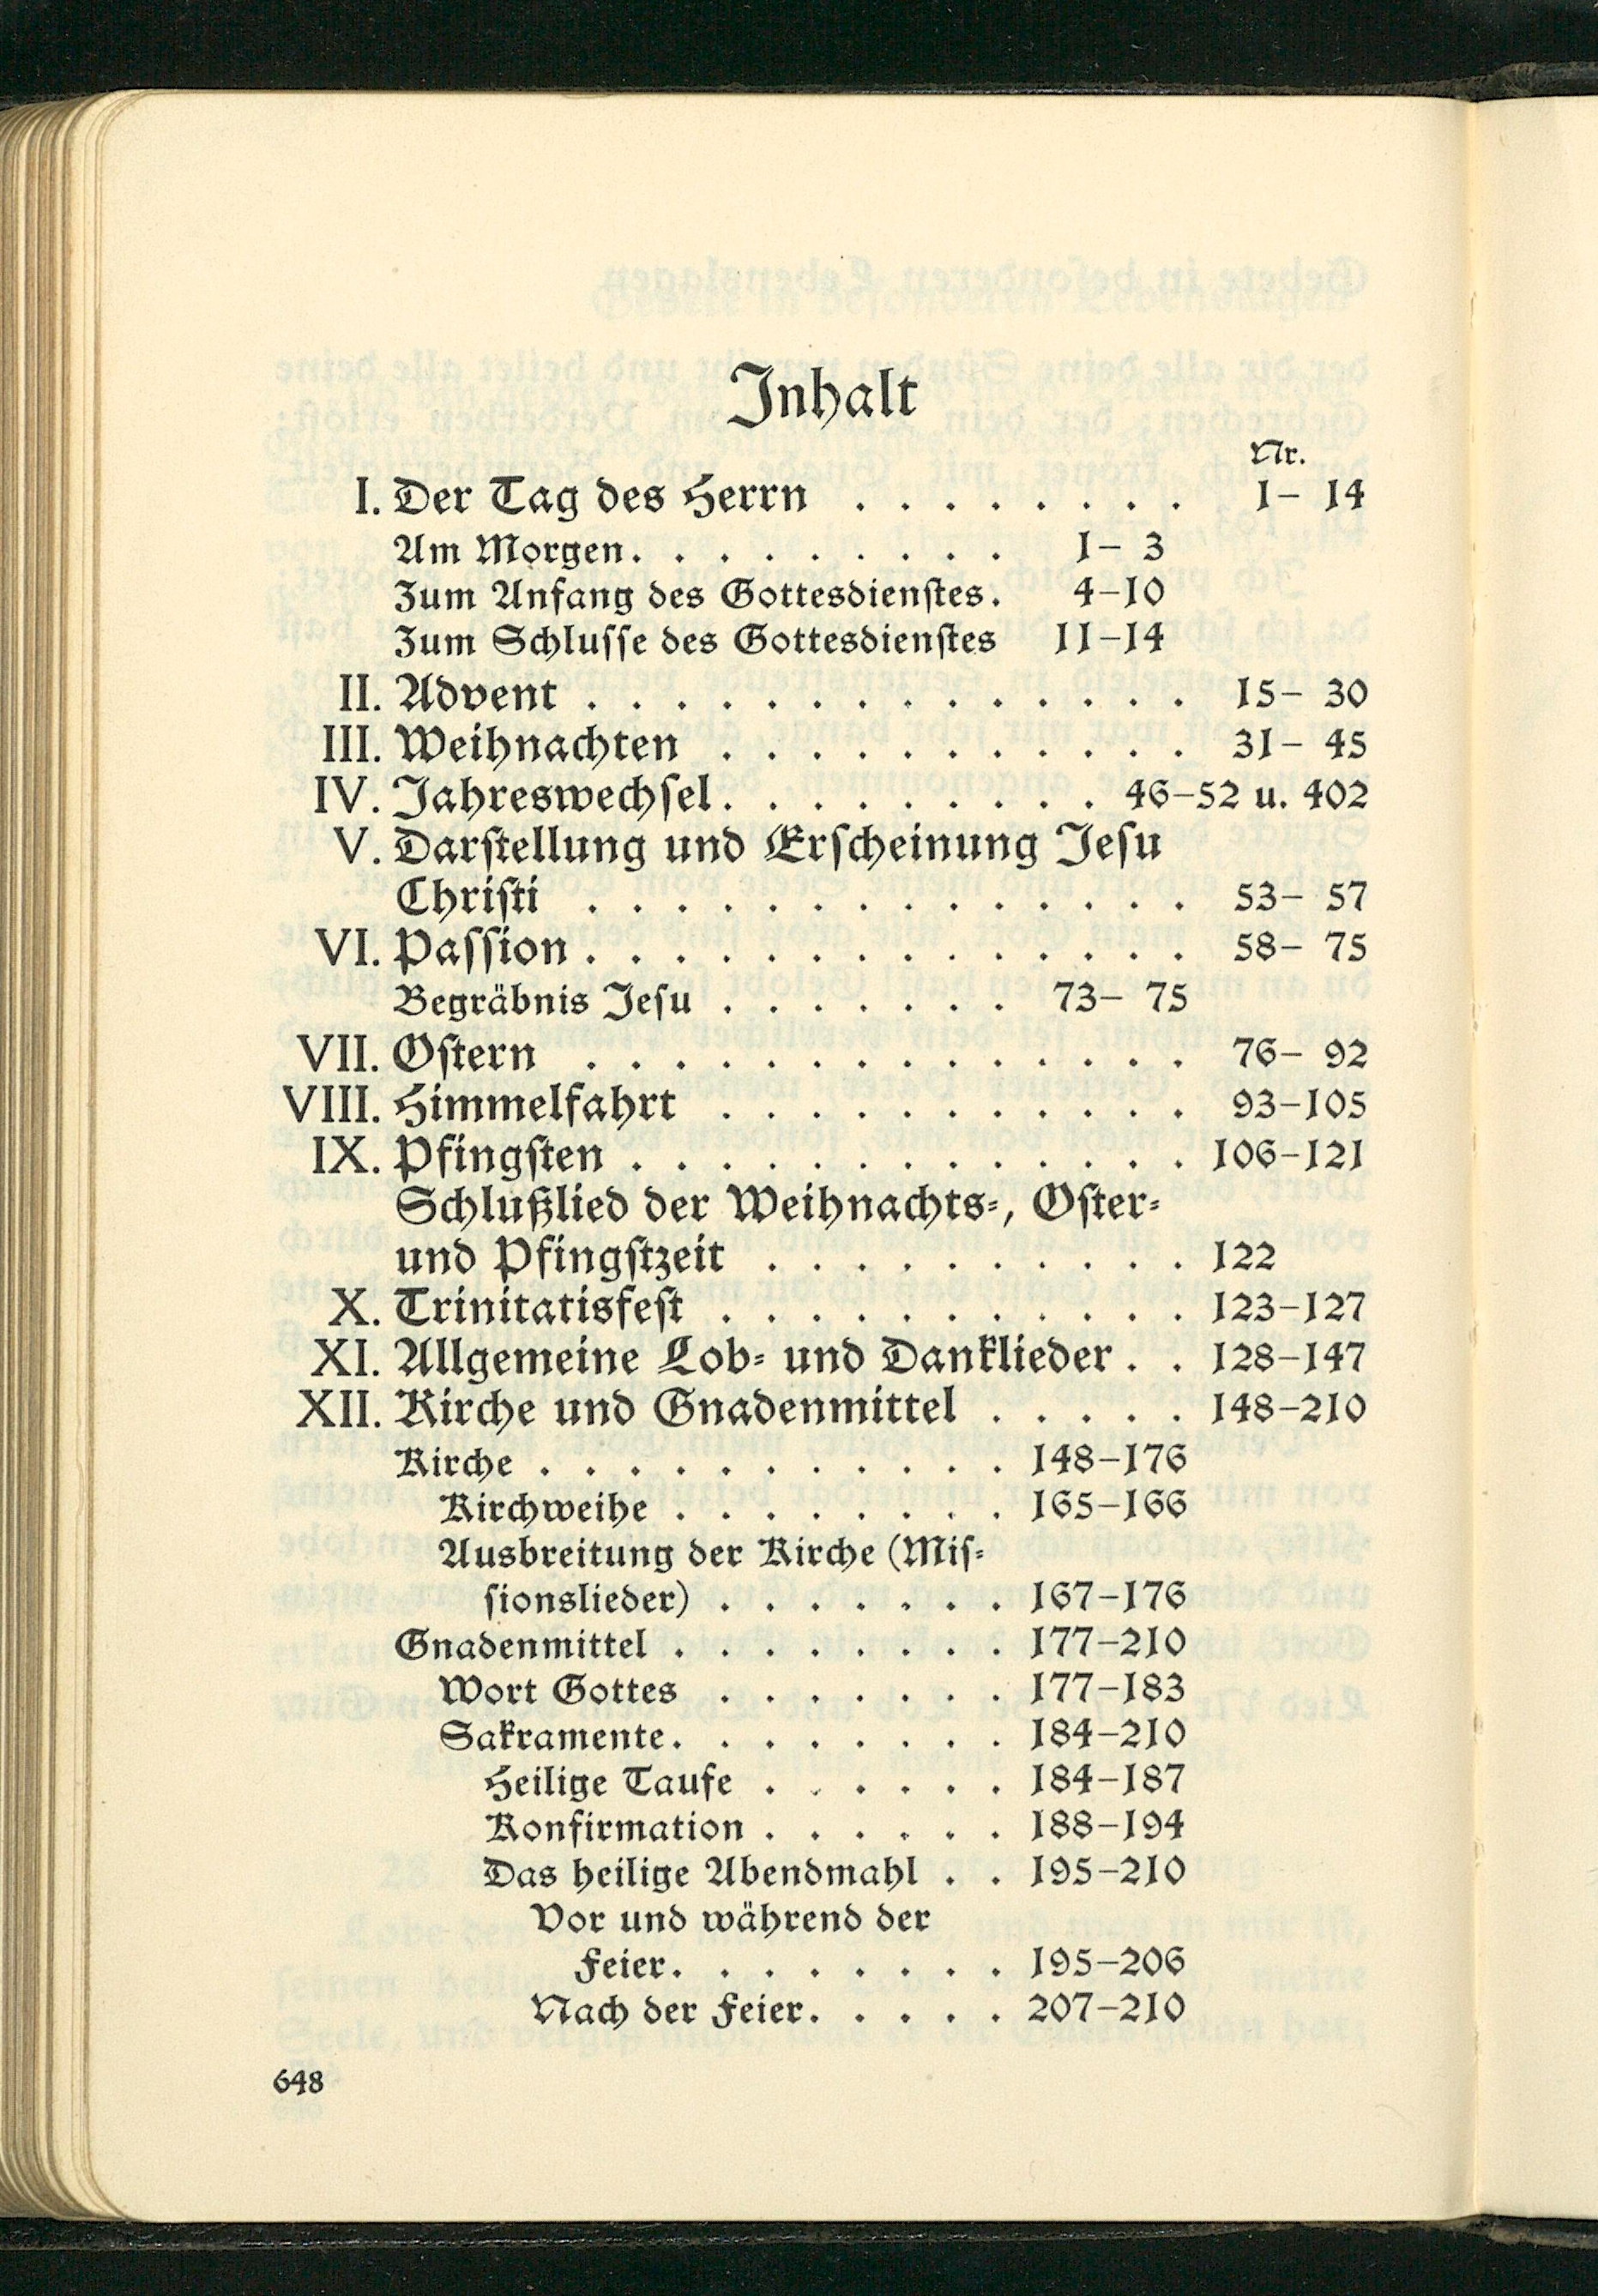 Inhalt
Nr.
I. Der Tag des Herrn . . . . . . . . 1– 14
Am Morgen. . . . . . . . . 1– 3
Zum Anfang des Gottesdienstes. 4–10
Zum Schlusse des Gottesdienstes 11–14
II. Advent . . . . . . . . . . . . . . 15– 30
III. Weihnachten . . . . . . . . . . . 31– 45
IV. Jahreswechsel. . . . . . . . . 46–52 u. 402
V. Darstellung und Erscheinung Jesu
Christi . . . . . . . . . . . . . . 53– 57
VI. Passion . . . . . . . . . . . . . . 58– 75
Begräbnis Jesu . . . . . . . 73– 75
VII. Ostern . . . . . . . . . . . . . . 76– 92
VIII. Himmelfahrt . . . . . . . . . . . 93–105
IX. Pfingsten . . . . . . . . . . . . . 106–121
Schlußlied der Weihnachts-, Oster-
und Pfingstzeit . . . . . . . . . . 122
X. Trinitatisfest . . . . . . . . . . . 123–127
XI. Allgemeine Lob- und Danklieder . . 128–147
XII. Kirche und Gnadenmittel . . . . . 148–210
Kirche . . . . . . . . . . . 148–176
Kirchweihe . . . . . . . . 165–166
Ausbreitung der Kirche (Mis-
sionslieder) . . . . . . . 167–176
Gnadenmittel . . . . . . . . 177–210
Wort Gottes . . . . . . . 177–183
Sakramente. . . . . . . . 184–210
Heilige Taufe . . . . . . 184–187
Konfirmation . . . . . . 188–194
Das heilige Abendmahl . . 195–210
Vor und während der
Feier. . . . . . . . 195–206
Nach der Feier. . . . . 207–210
648